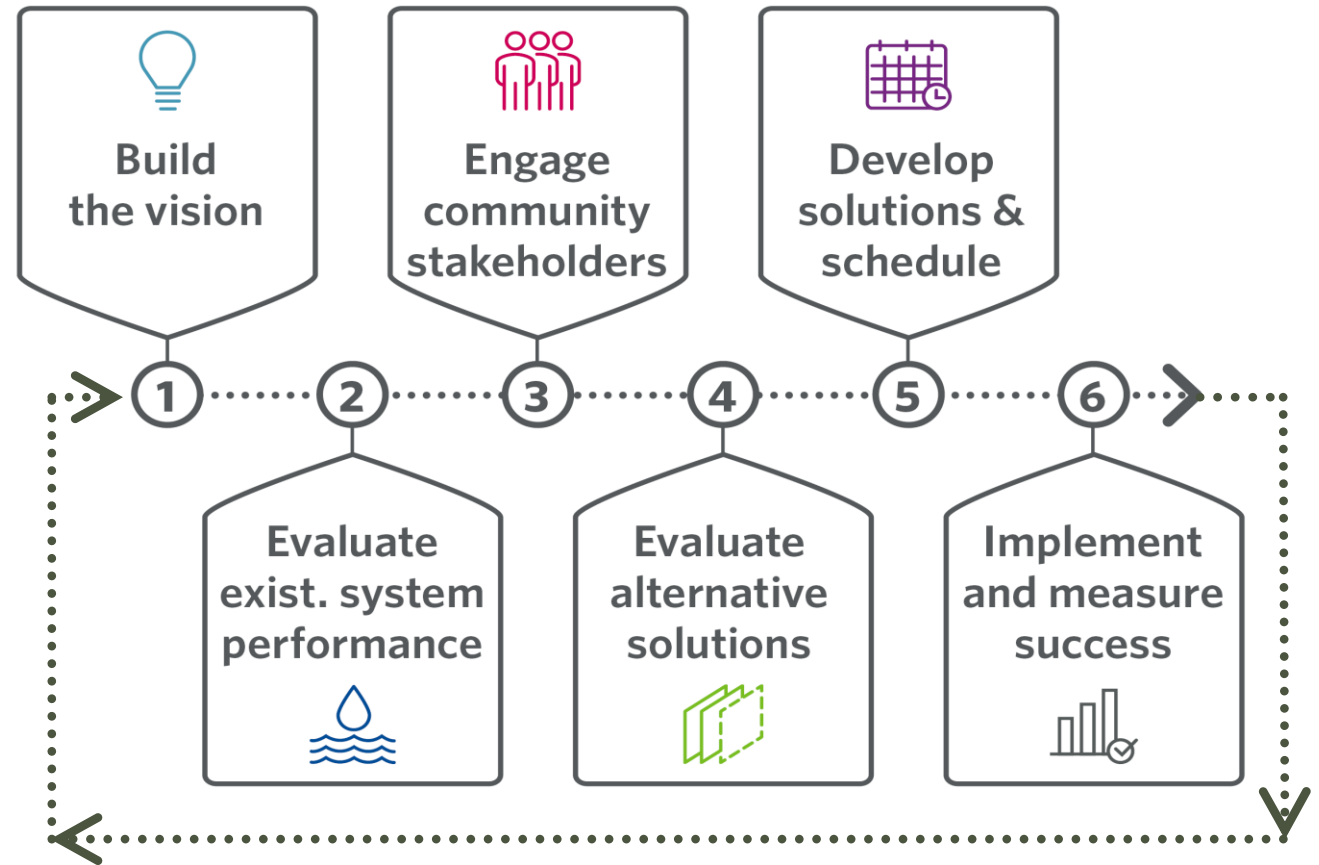 Build
the vision
Engage
community
stakeholders
Develop
solutions &
schedule
1
2
3
4
5
6
Evaluate
exist. system
performance
Evaluate
alternative
solutions
Implement
and measure
success